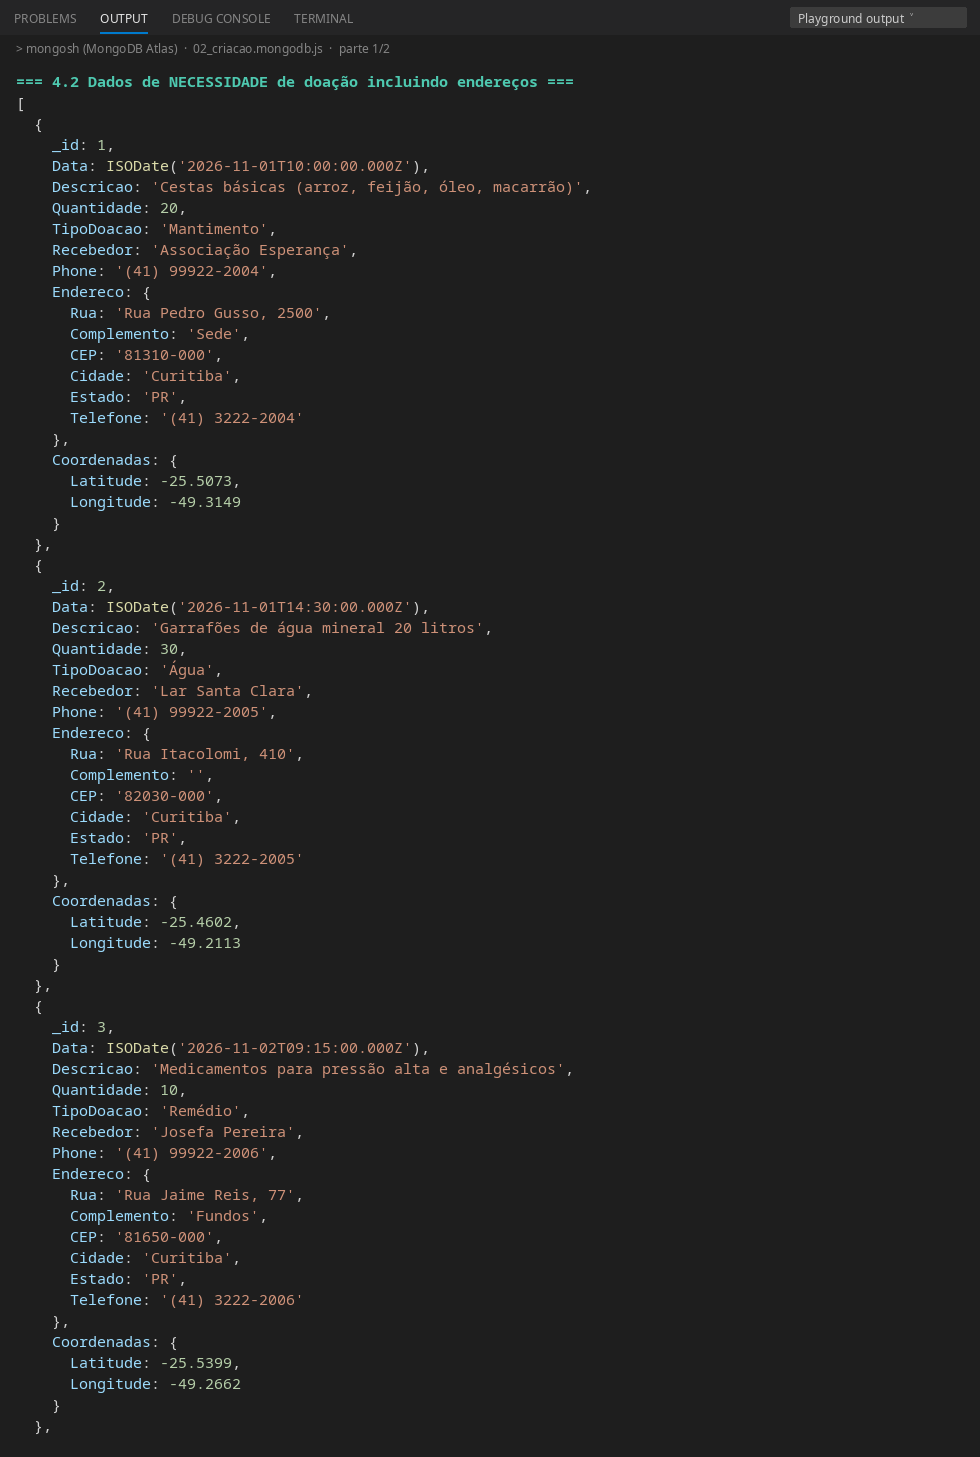 PROBLEMS OUTPUT DEBUG CONSOLE TERMINAL Playground output ˅
> mongosh (MongoDB Atlas) · 02_criacao.mongodb.js · parte 1/2
=== 4.2 Dados de NECESSIDADE de doação incluindo endereços ===
[
  {
    _id: 1,
    Data: ISODate('2026-11-01T10:00:00.000Z'),
    Descricao: 'Cestas básicas (arroz, feijão, óleo, macarrão)',
    Quantidade: 20,
    TipoDoacao: 'Mantimento',
    Recebedor: 'Associação Esperança',
    Phone: '(41) 99922-2004',
    Endereco: {
      Rua: 'Rua Pedro Gusso, 2500',
      Complemento: 'Sede',
      CEP: '81310-000',
      Cidade: 'Curitiba',
      Estado: 'PR',
      Telefone: '(41) 3222-2004'
    },
    Coordenadas: {
      Latitude: -25.5073,
      Longitude: -49.3149
    }
  },
  {
    _id: 2,
    Data: ISODate('2026-11-01T14:30:00.000Z'),
    Descricao: 'Garrafões de água mineral 20 litros',
    Quantidade: 30,
    TipoDoacao: 'Água',
    Recebedor: 'Lar Santa Clara',
    Phone: '(41) 99922-2005',
    Endereco: {
      Rua: 'Rua Itacolomi, 410',
      Complemento: '',
      CEP: '82030-000',
      Cidade: 'Curitiba',
      Estado: 'PR',
      Telefone: '(41) 3222-2005'
    },
    Coordenadas: {
      Latitude: -25.4602,
      Longitude: -49.2113
    }
  },
  {
    _id: 3,
    Data: ISODate('2026-11-02T09:15:00.000Z'),
    Descricao: 'Medicamentos para pressão alta e analgésicos',
    Quantidade: 10,
    TipoDoacao: 'Remédio',
    Recebedor: 'Josefa Pereira',
    Phone: '(41) 99922-2006',
    Endereco: {
      Rua: 'Rua Jaime Reis, 77',
      Complemento: 'Fundos',
      CEP: '81650-000',
      Cidade: 'Curitiba',
      Estado: 'PR',
      Telefone: '(41) 3222-2006'
    },
    Coordenadas: {
      Latitude: -25.5399,
      Longitude: -49.2662
    }
  },